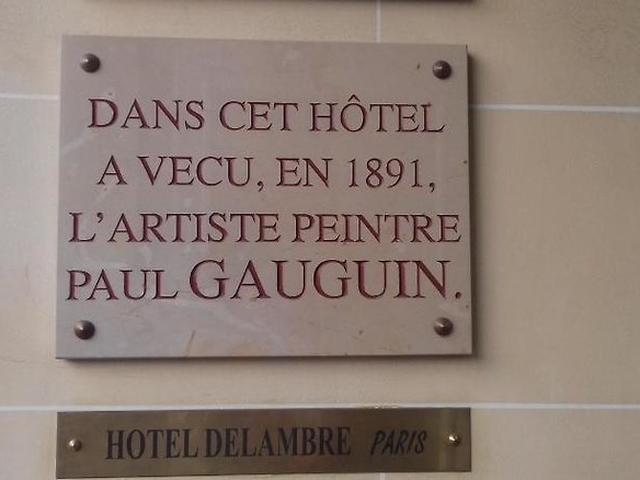 DANS CET HÔTEL
A VECU, EN 1891,
L'ARTISTE PEINTRE
PAUL GAUGUIN.
HOTEL DELAMBRE PARIS